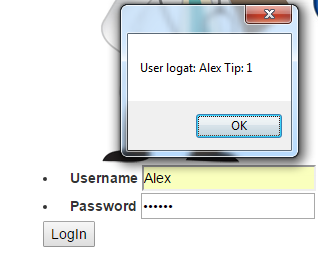 User logat: Alex Tip: 1
OK
Username Alex
Password ••••••
LogIn